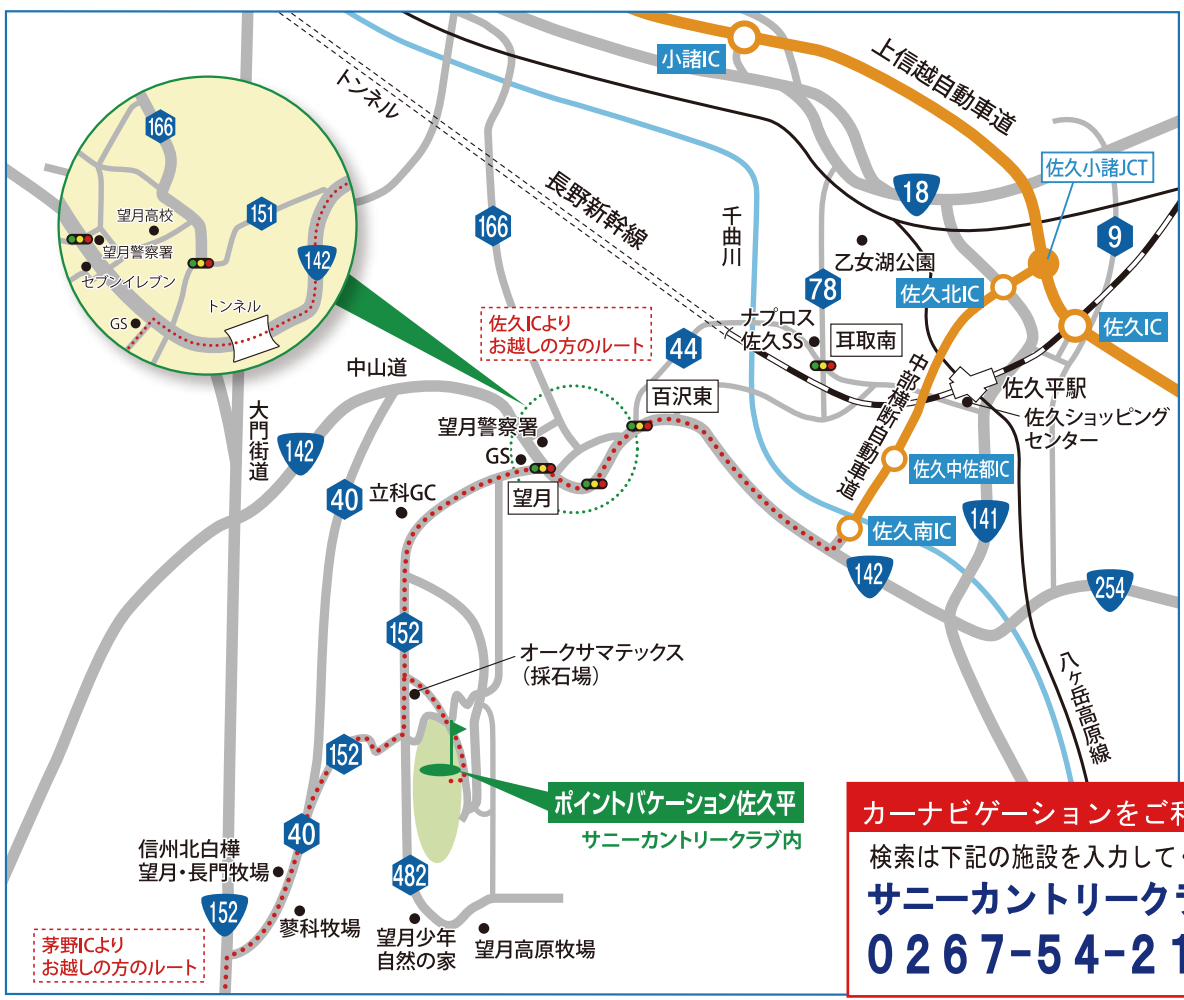 小諸IC
上信越自動車道
トンネル
166
佐久小諸JCT
18
長野新幹線
151
望月高校
166
千曲川
9
望月警察署
142
乙女湖公園
セブンイレブン
78
佐久北IC
トンネル
GS
佐久ICより
お越しの方のルート
ナプロス
佐久SS
耳取南
佐久IC
44
中山道
中部横断自動車道
百沢東
佐久平駅
佐久ショッピング
センター
大門街道
望月警察署
142
GS
佐久中佐都IC
40
立科GC
望月
141
佐久南IC
142
254
152
オークサマテックス
(採石場)
八ヶ岳高原線
152
ポイントバケーション佐久平
サニーカントリークラブ内
40
信州北白樺
望月・長門牧場
482
152
蓼科牧場
望月少年
自然の家
望月高原牧場
茅野ICより
お越しの方のルート
カーナビゲーションをご
検索は下記の施設を入力して
サニーカントリーク
0267-54-21